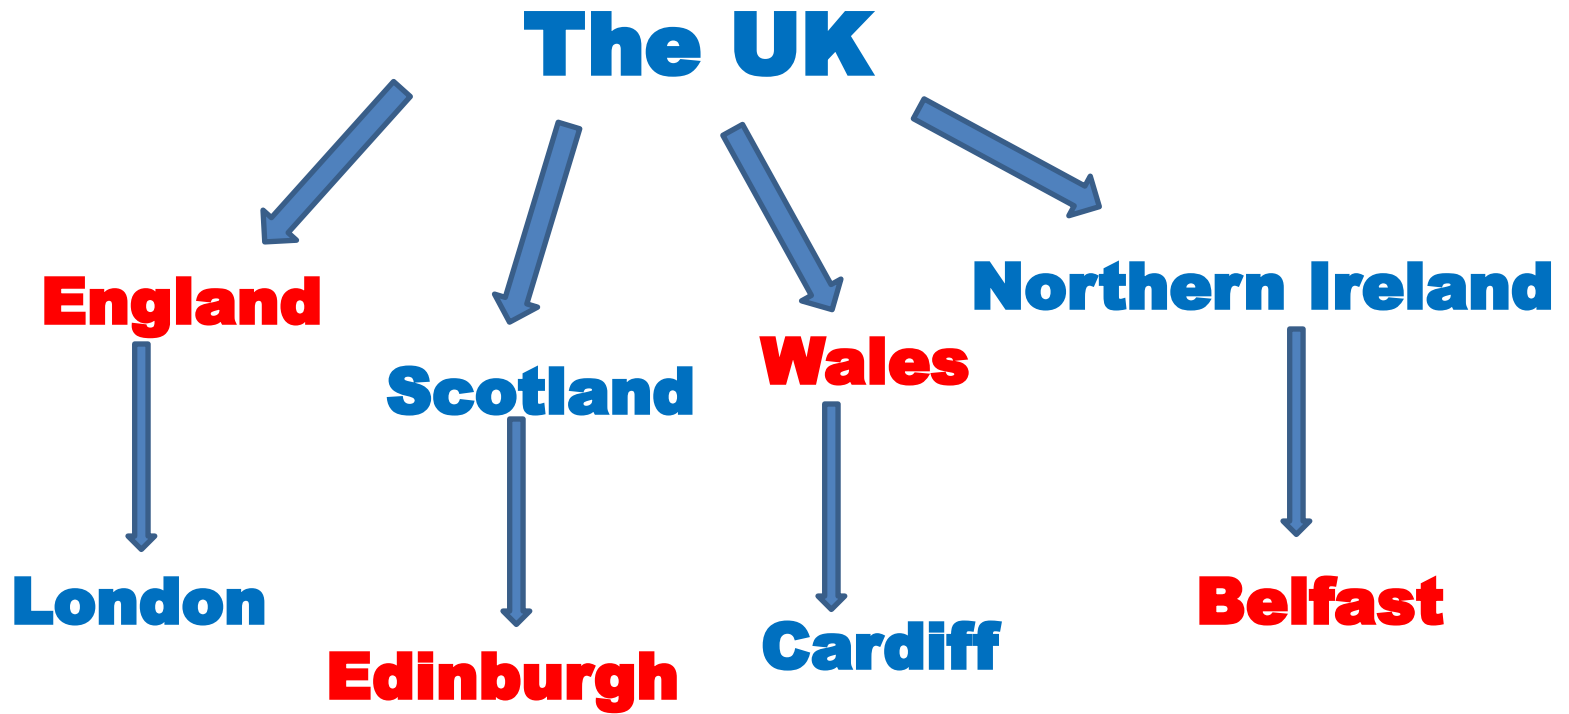 The UK
England
Scotland
Wales
Northern Ireland
London
Edinburgh
Cardiff
Belfast